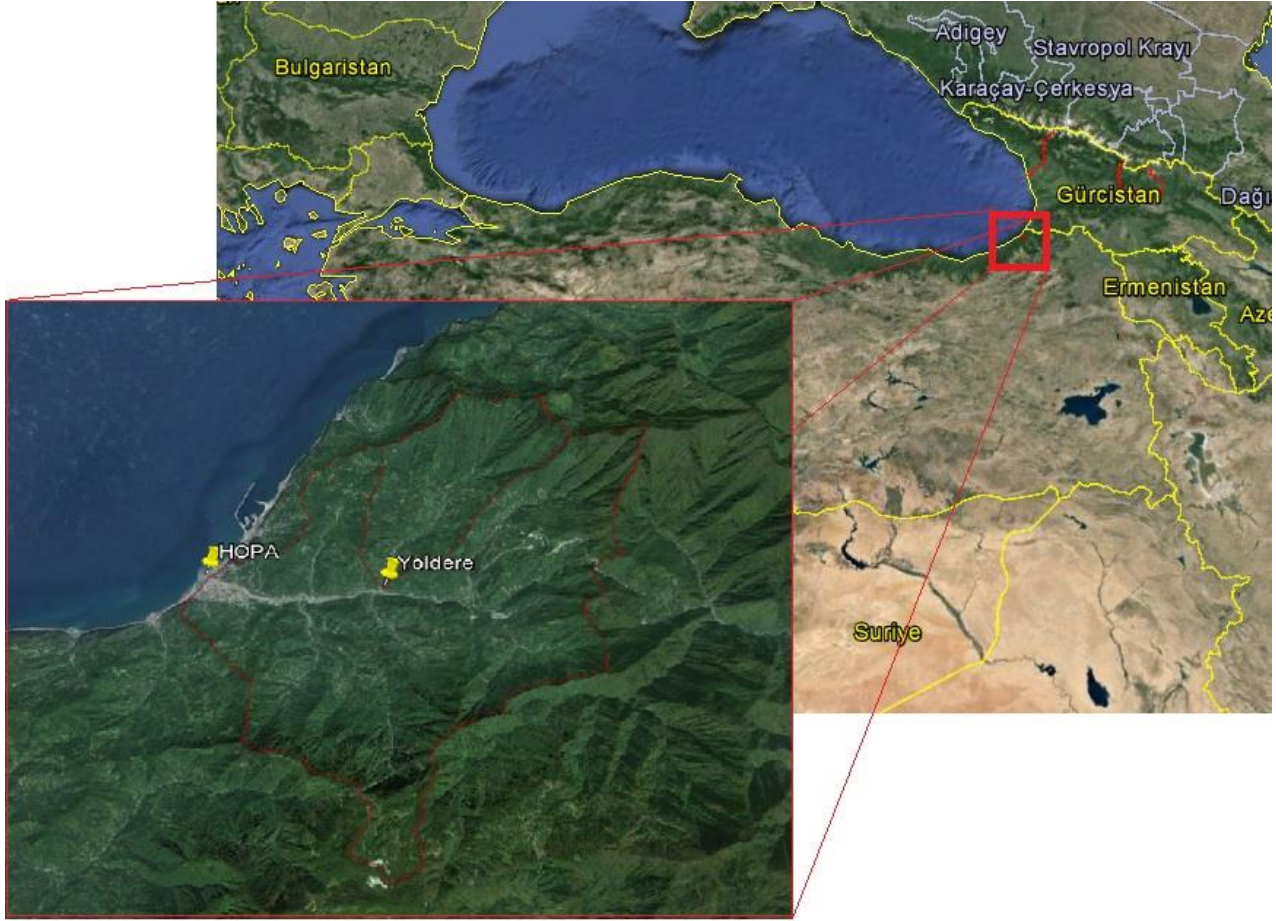 Adigey
Stavropol Krayı
Bulgaristan
Karaçay-Çerkesya
Gürcistan
Dağı
Ermenistan
Aze
HOPA
Yoldere
Suriye